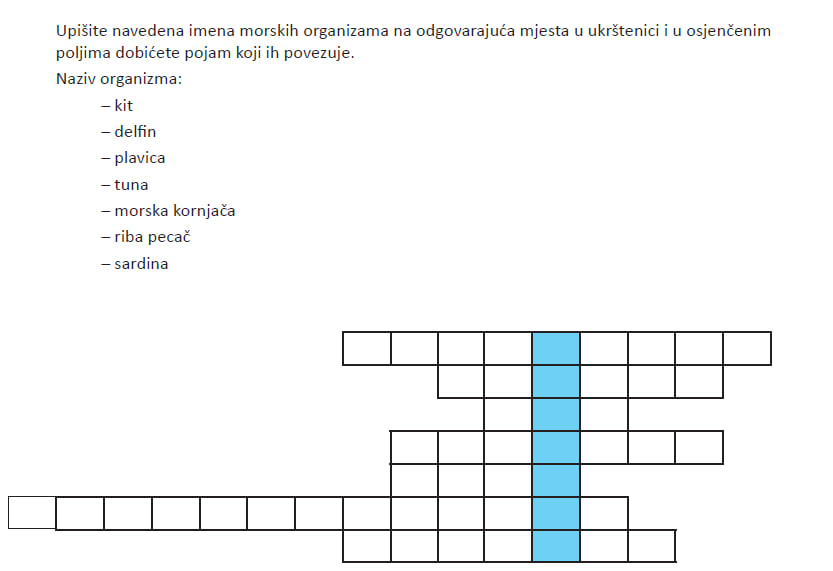 Upišite navedena imena morskih organizama na odgovarajuća mjesta u ukrštenici i u osjenčenim
poljima dobićete pojam koji ih povezuje.
Naziv organizma:
– kit
– delfin
– plavica
– tuna
– morska kornjača
– riba pecač
– sardina